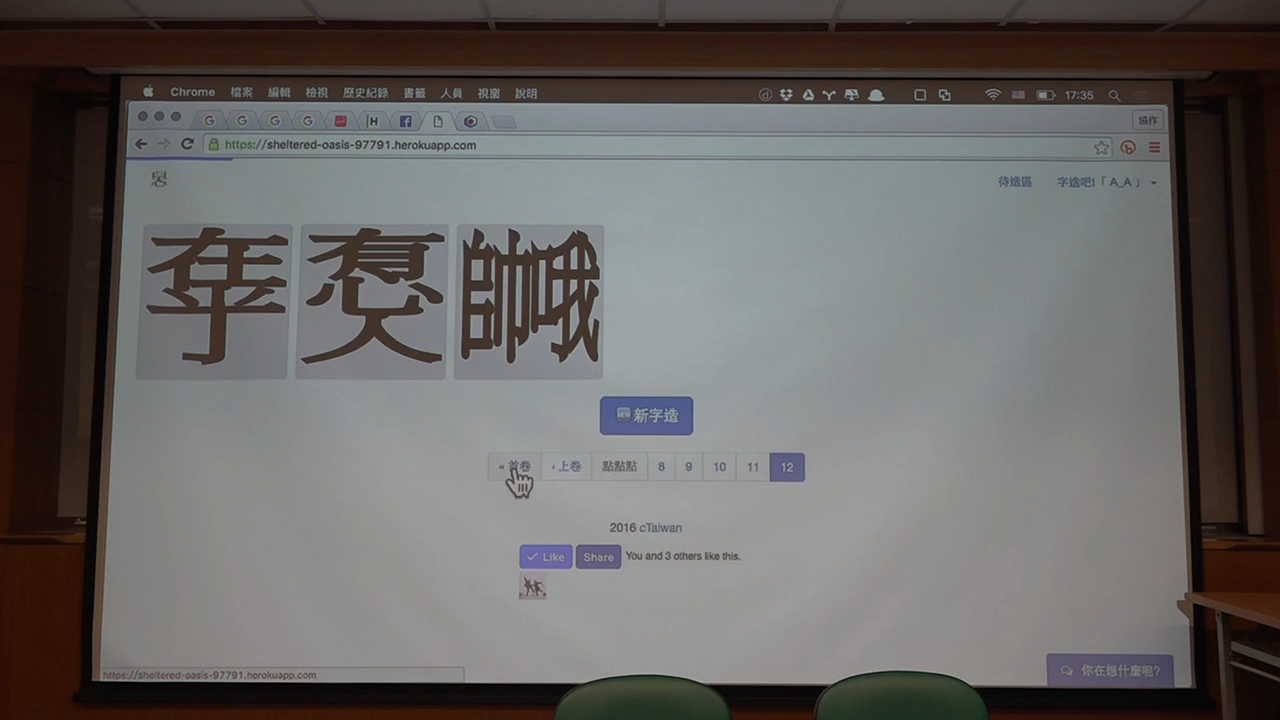 Chrome 檔案 編輯 檢視 歷史紀錄 書籤 人員 視窗 說明 17:35
協作
https://sheltered-oasis-97791.herokuapp.com
待造區 字造吧!「A_A」
新字造
« 首卷 ‹ 上卷 點點點 8 9 10 11 12
2016 cTaiwan
Like Share You and 3 others like this.
https://sheltered-oasis-97791.herokuapp.com
你在想什麼呢?